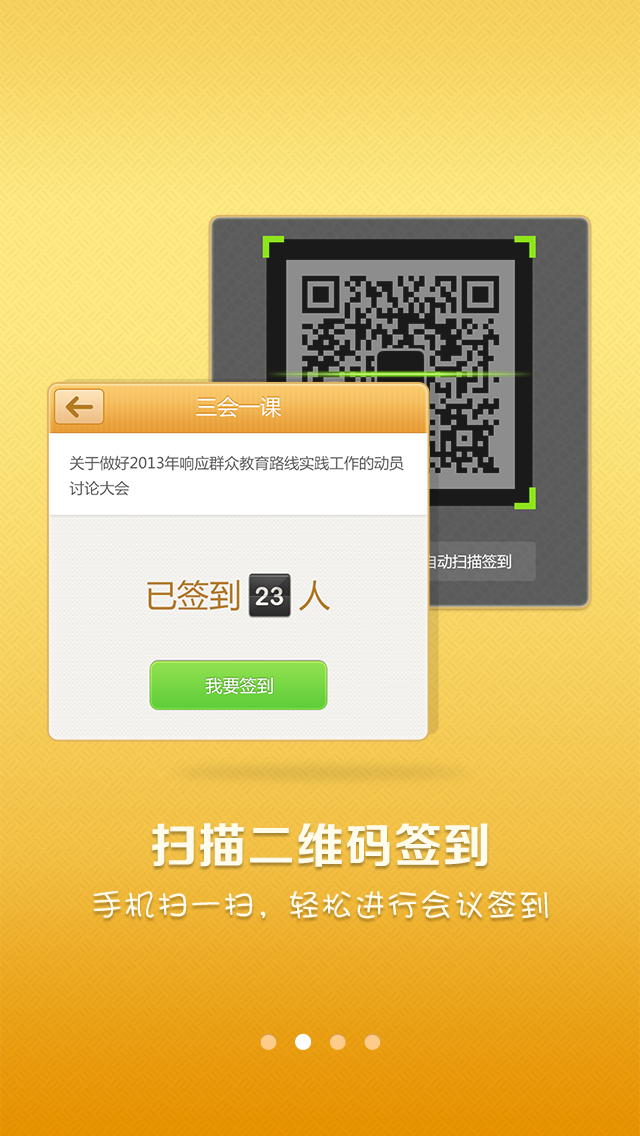 三会一课
关于做好2013年响应群众教育路线实践工作的动员
讨论大会
自动扫描签到
已签到 23 人
我要签到
扫描二维码签到
手机扫一扫，轻松进行会议签到